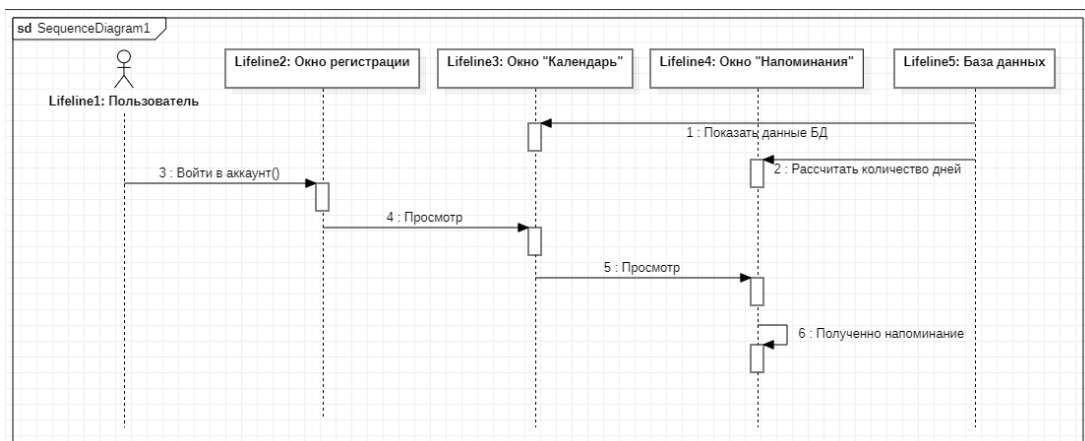 sd SequenceDiagram1
Lifeline1: Пользователь
Lifeline2: Окно регистрации
Lifeline3: Окно "Календарь"
Lifeline4: Окно "Напоминания"
Lifeline5: База данных
1 : Показать данные БД
2 : Рассчитать количество дней
3 : Войти в аккаунт()
4 : Просмотр
5 : Просмотр
6 : Полученно напоминание